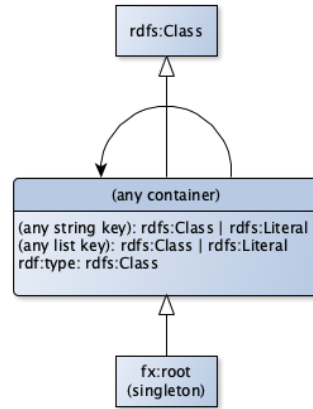 rdfs:Class
(any container)
(any string key): rdfs:Class | rdfs:Literal
(any list key): rdfs:Class | rdfs:Literal
rdf:type: rdfs:Class
fx:root
(singleton)